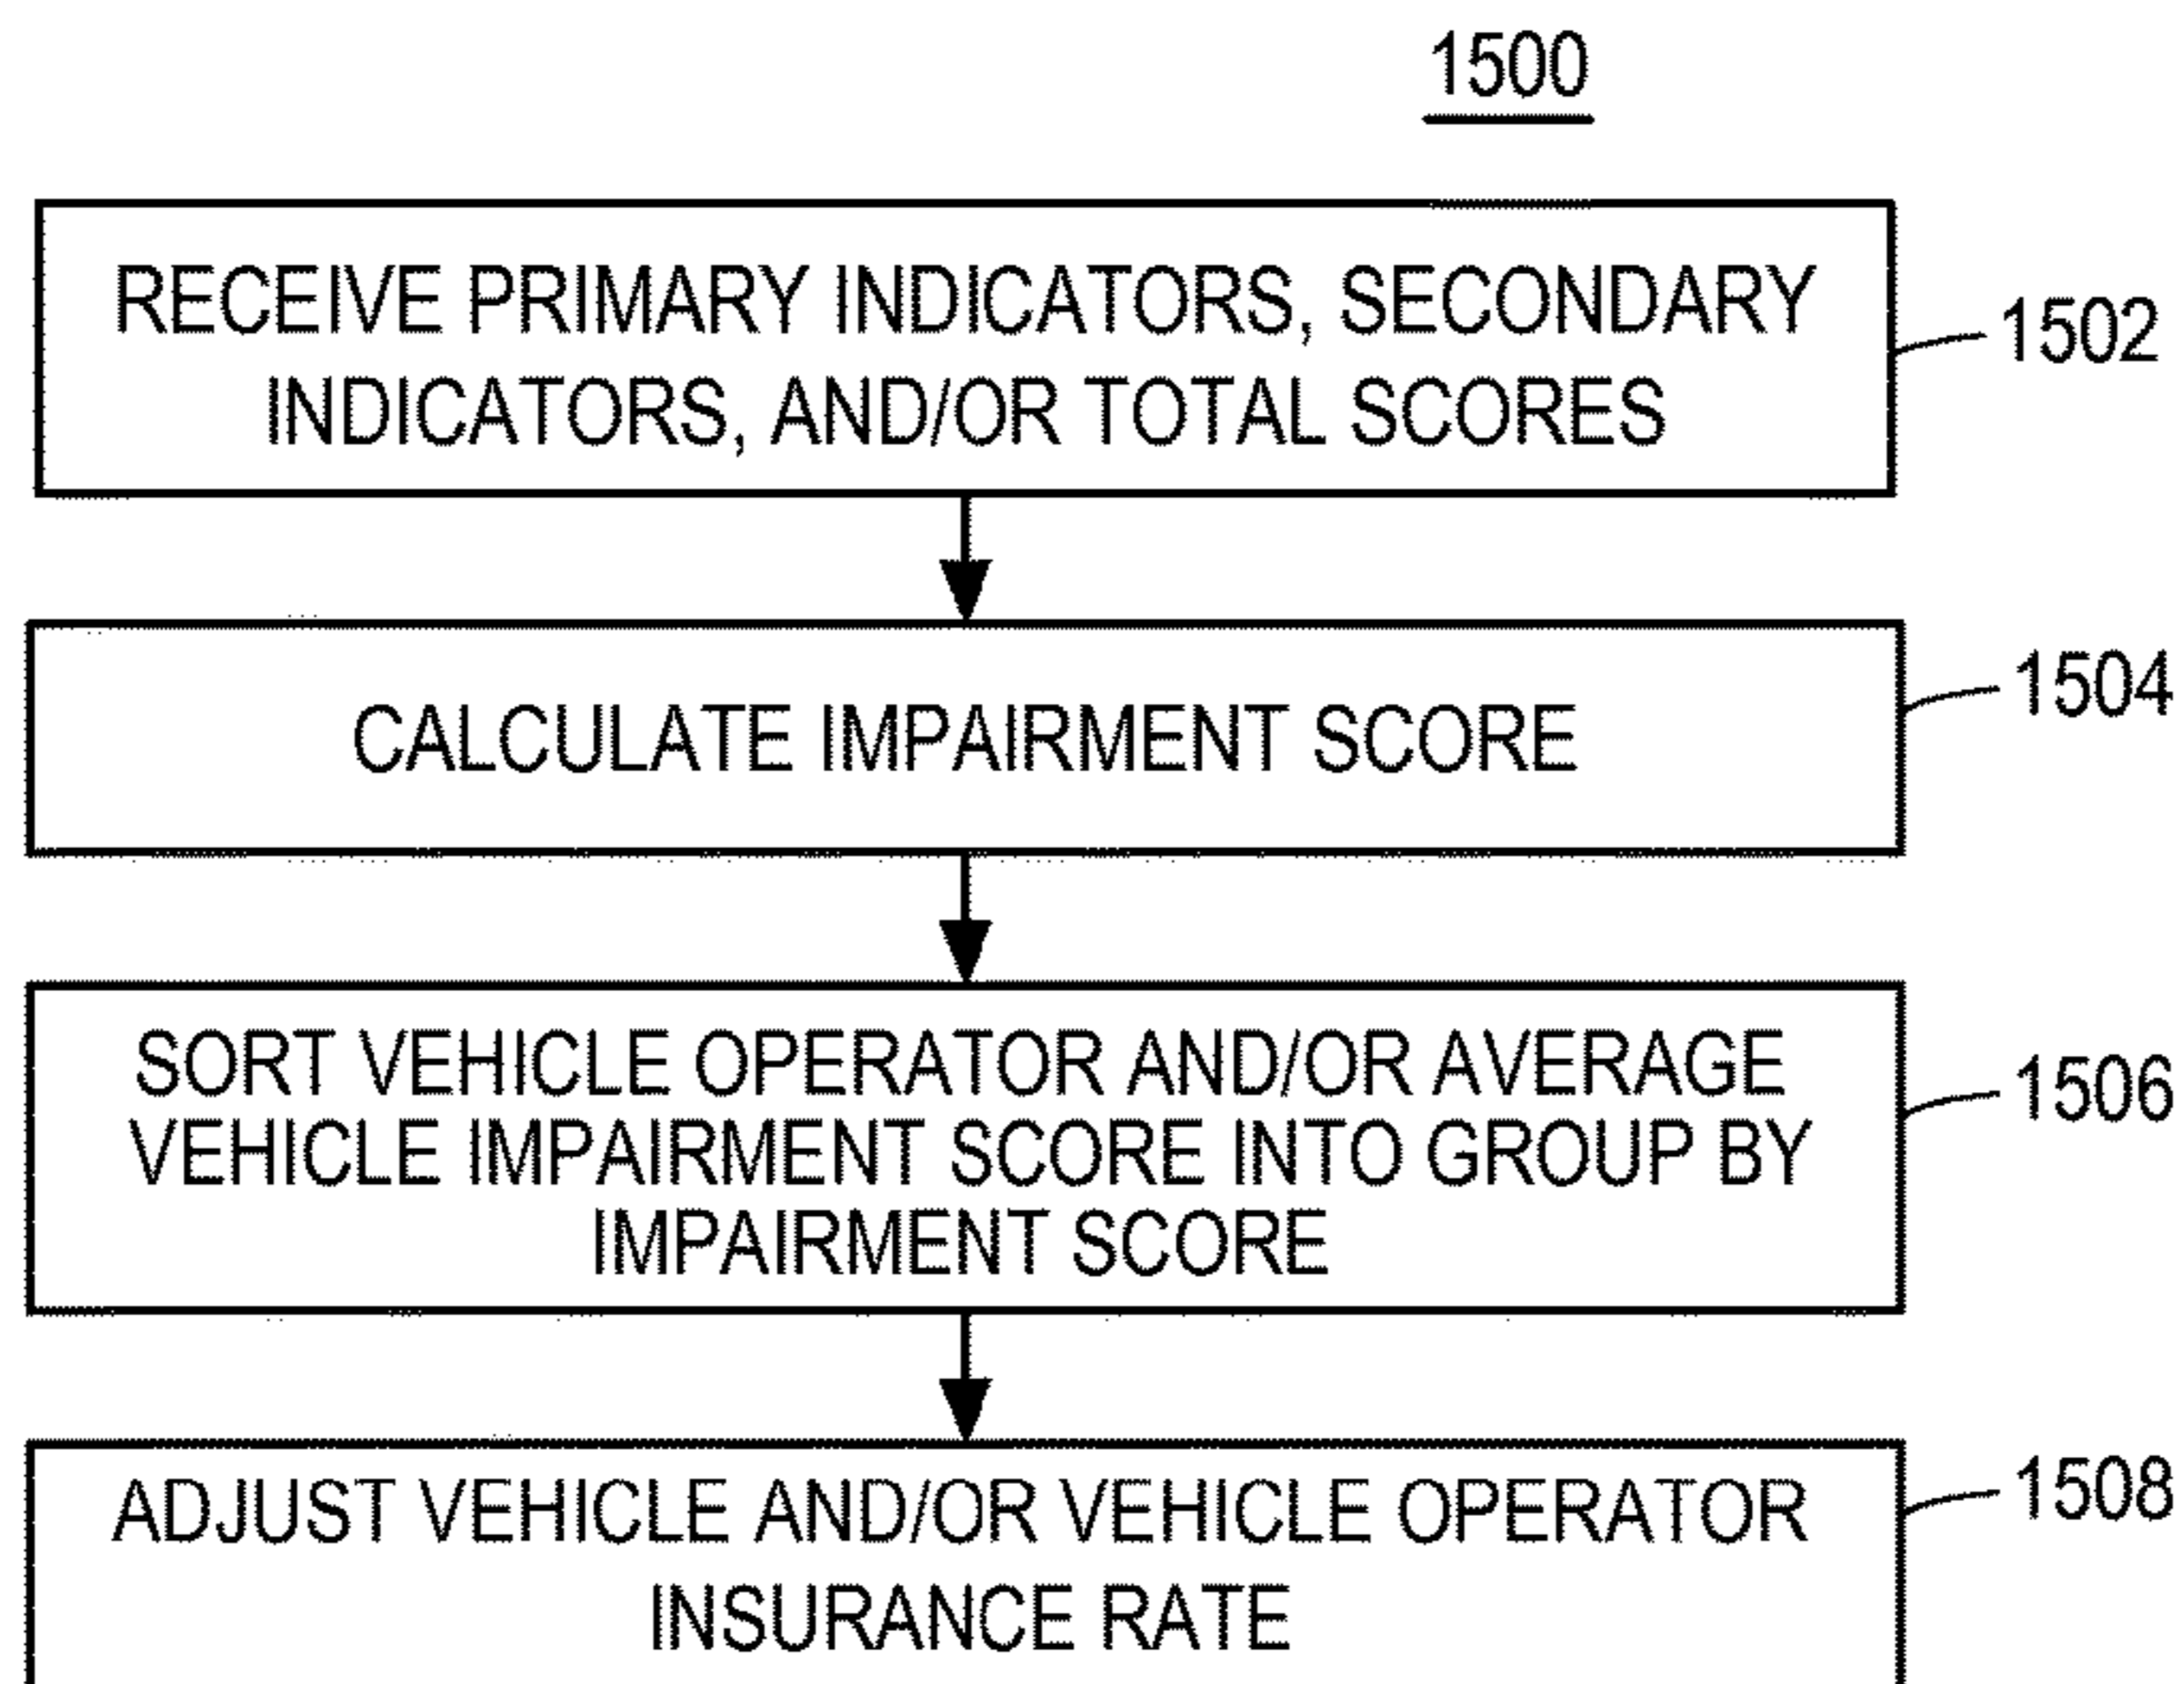 1500
RECEIVE PRIMARY INDICATORS, SECONDARY
INDICATORS, AND/OR TOTAL SCORES
1502
CALCULATE IMPAIRMENT SCORE
1504
SORT VEHICLE OPERATOR AND/OR AVERAGE
VEHICLE IMPAIRMENT SCORE INTO GROUP BY
IMPAIRMENT SCORE
1506
ADJUST VEHICLE AND/OR VEHICLE OPERATOR
INSURANCE RATE
1508